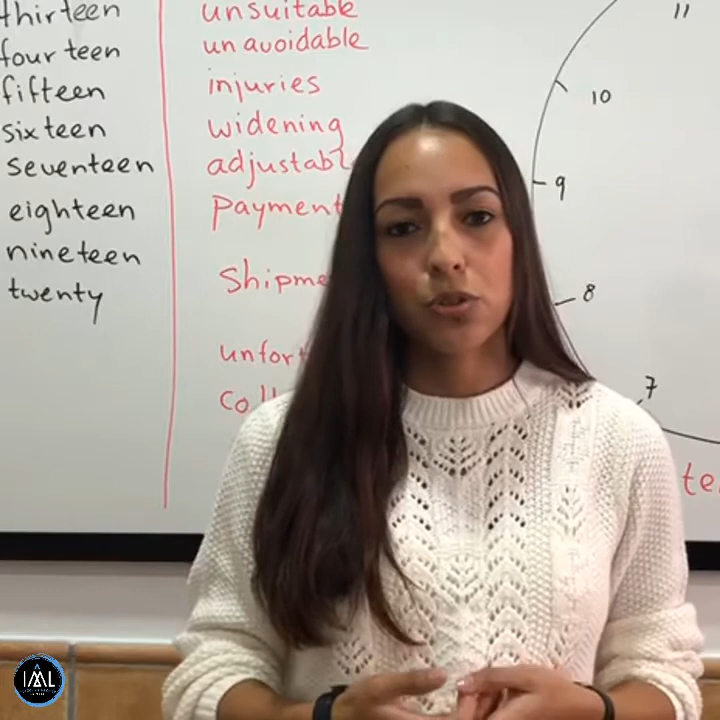 thirteen
fourteen
fifteen
sixteen
seventeen
eighteen
nineteen
twenty
unsuitable
unavoidable
injuries
widening
adjustabl
payment
Shipme
unfort
coll
11
10
9
8
7
te
IML